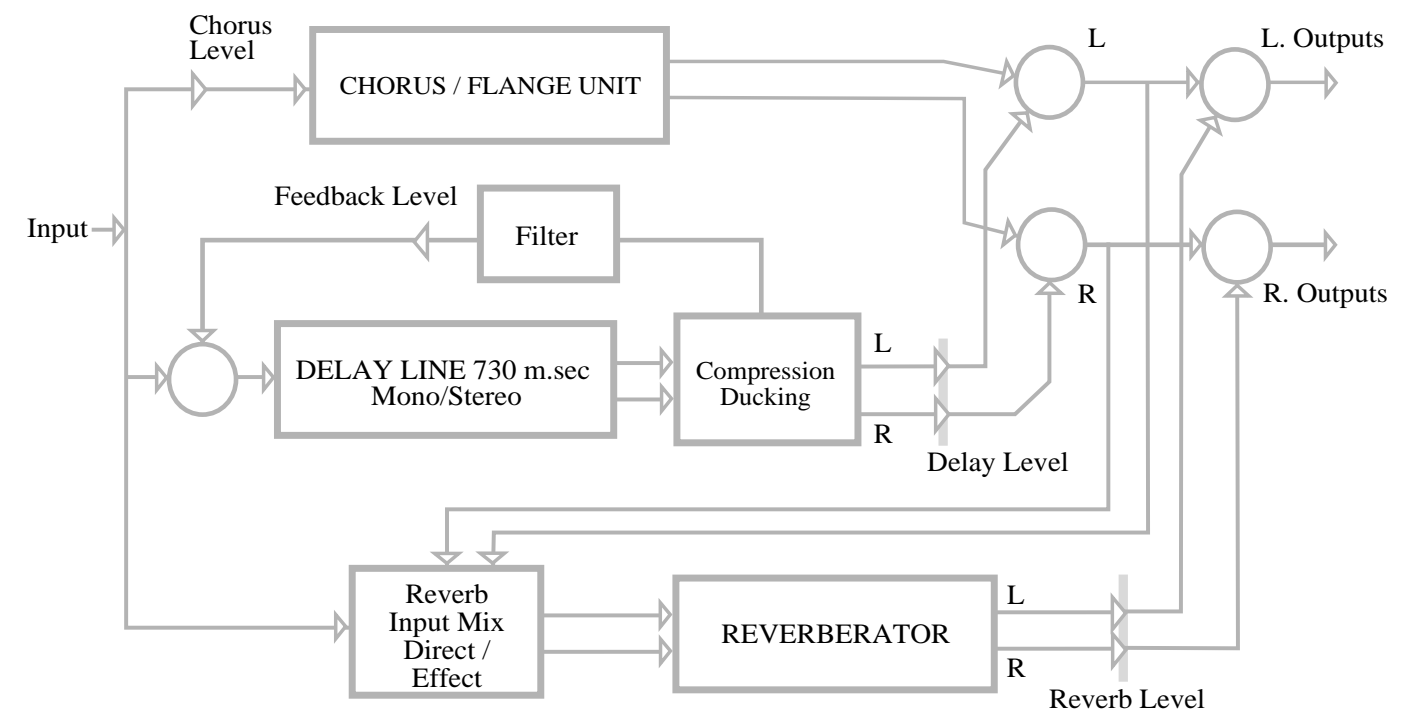 Chorus
Level
L
L. Outputs
CHORUS / FLANGE UNIT
Feedback Level
Input
Filter
R
R. Outputs
L
DELAY LINE 730 m.sec
Mono/Stereo
Compression
Ducking
R
Delay Level
Reverb
Input Mix
Direct /
Effect
L
REVERBERATOR
R
Reverb Level